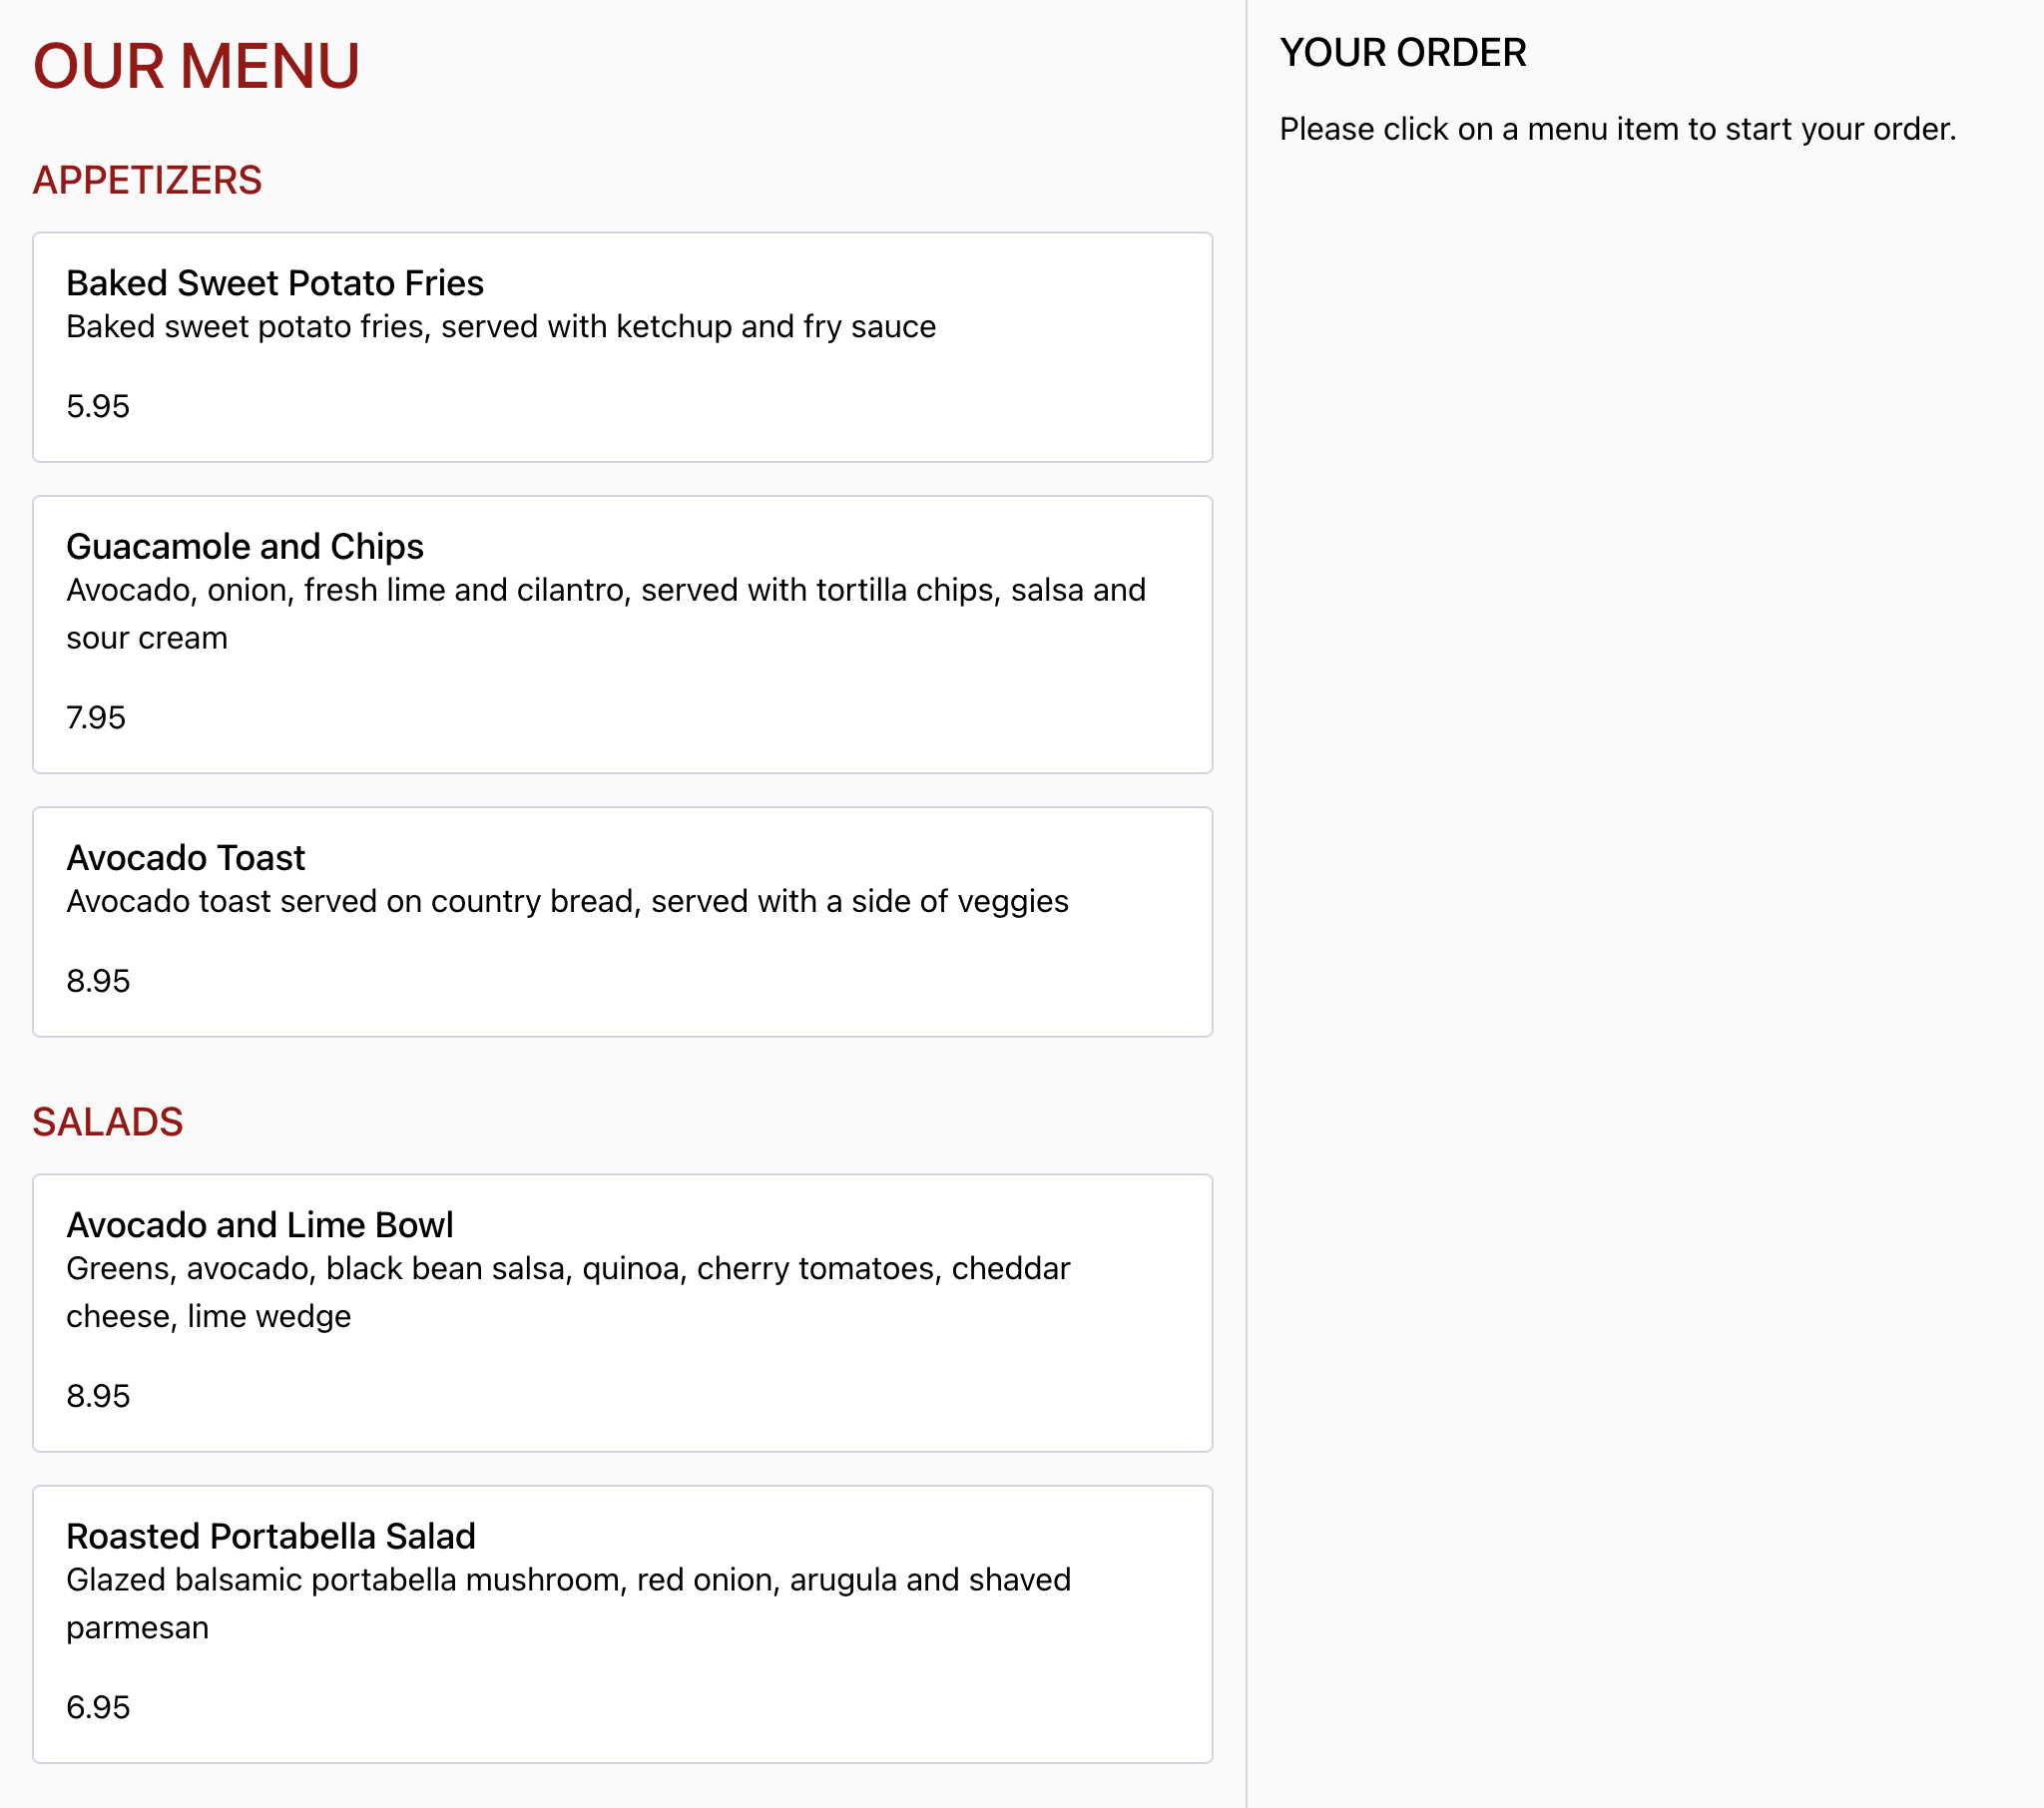 OUR MENU
APPETIZERS
Baked Sweet Potato Fries
Baked sweet potato fries, served with ketchup and fry sauce
5.95
Guacamole and Chips
Avocado, onion, fresh lime and cilantro, served with tortilla chips, salsa and
sour cream
7.95
Avocado Toast
Avocado toast served on country bread, served with a side of veggies
8.95
SALADS
Avocado and Lime Bowl
Greens, avocado, black bean salsa, quinoa, cherry tomatoes, cheddar
cheese, lime wedge
8.95
Roasted Portabella Salad
Glazed balsamic portabella mushroom, red onion, arugula and shaved
parmesan
6.95
YOUR ORDER
Please click on a menu item to start your order.